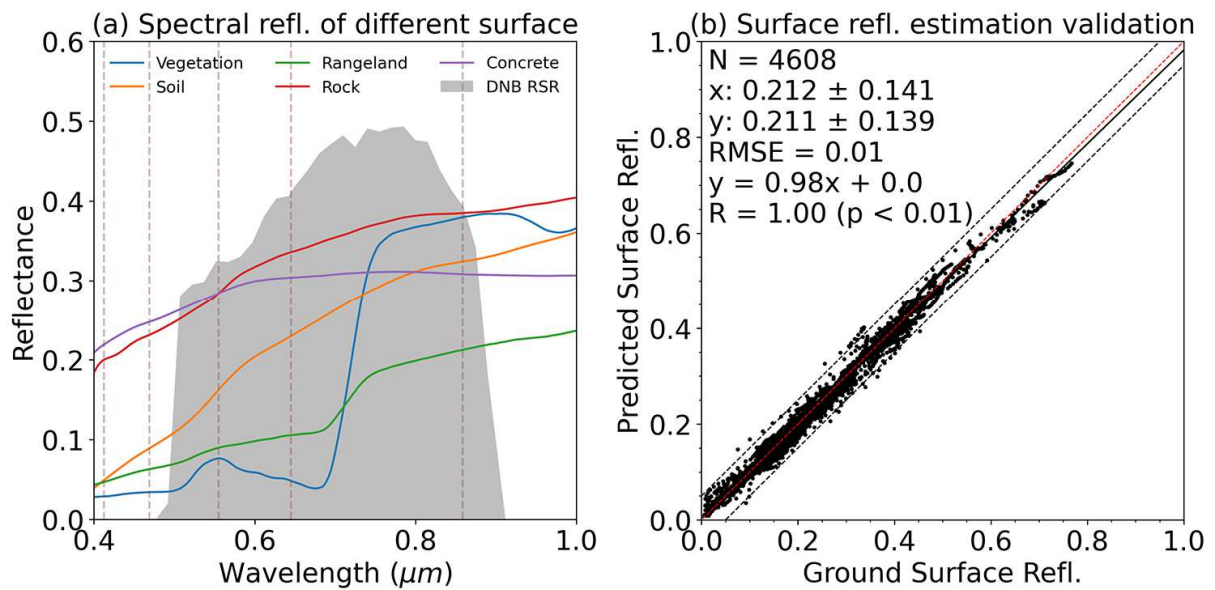 (a) Spectral refl. of different surface
0.6
0.5
0.4
0.3
0.2
0.1
0.0
Reflectance
Vegetation
Soil
Rangeland
Rock
Concrete
DNB RSR
0.4
0.6
0.8
1.0
Wavelength (μm)
(b) Surface refl. estimation validation
1.0
0.8
0.6
0.4
0.2
0.0
Predicted Surface Refl.
N = 4608
x: 0.212 ± 0.141
y: 0.211 ± 0.139
RMSE = 0.01
y = 0.98x + 0.0
R = 1.00 (p < 0.01)
0.0
0.2
0.4
0.6
0.8
1.0
Ground Surface Refl.